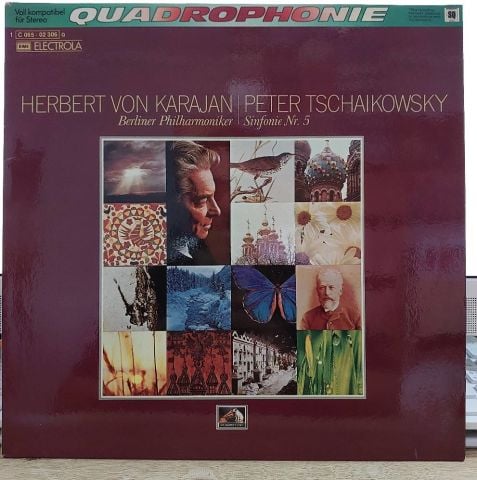 Voll kompatibel
für Stereo
QUADROPHONIE
SQ
1 C 065-02 306 Q
EMI ELECTROLA
HERBERT VON KARAJAN | PETER TSCHAIKOWSKY
Berliner Philharmoniker | Sinfonie Nr. 5